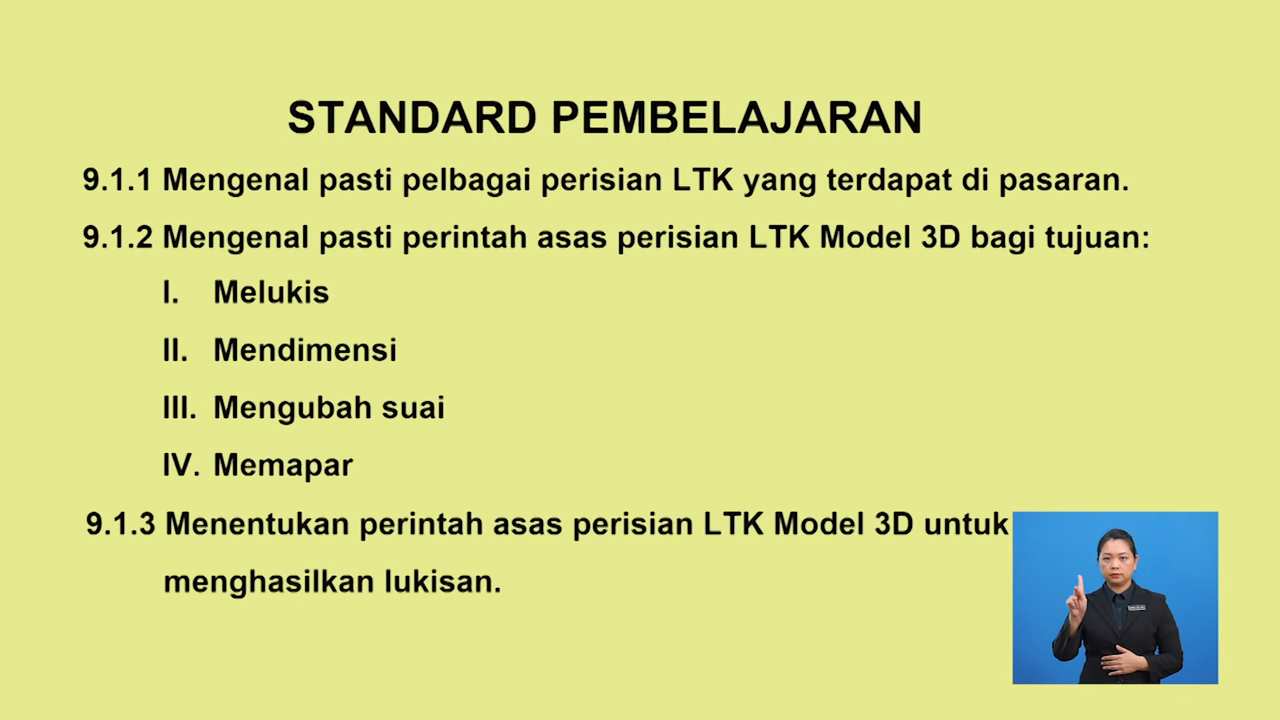 STANDARD PEMBELAJARAN
9.1.1 Mengenal pasti pelbagai perisian LTK yang terdapat di pasaran.
9.1.2 Mengenal pasti perintah asas perisian LTK Model 3D bagi tujuan:
I. Melukis
II. Mendimensi
III. Mengubah suai
IV. Memapar
9.1.3 Menentukan perintah asas perisian LTK Model 3D untuk
menghasilkan lukisan.